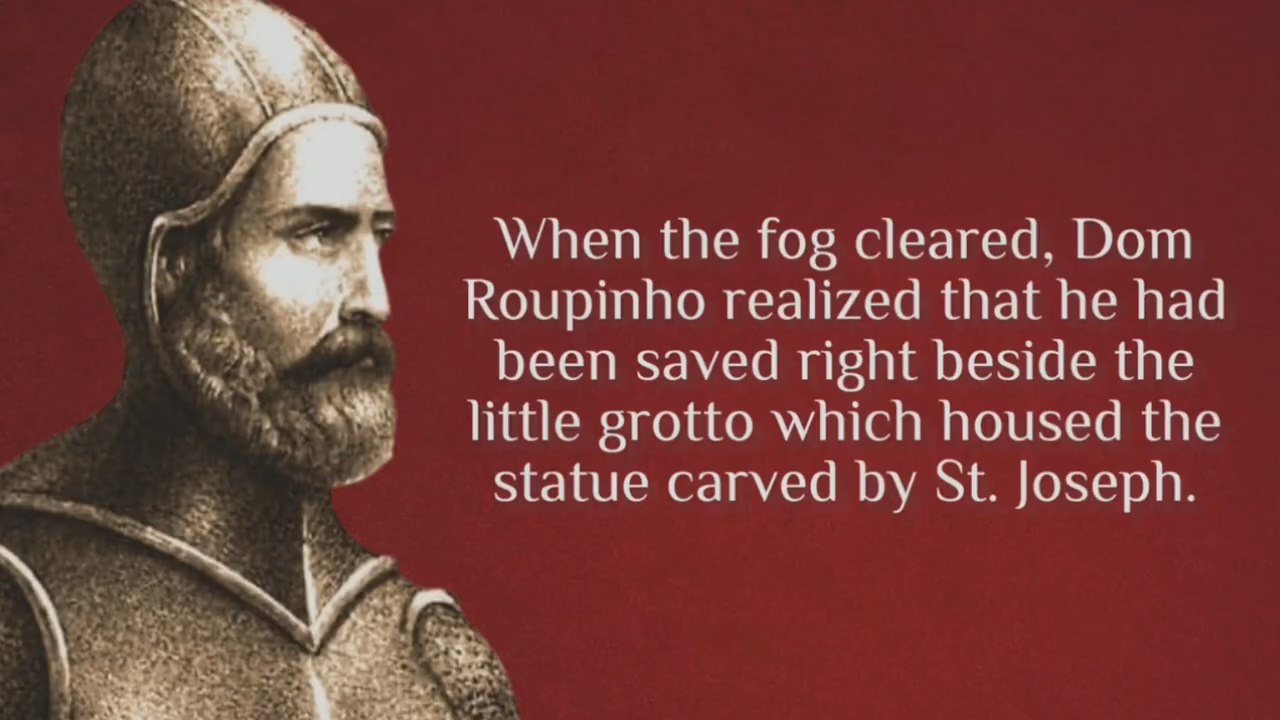 When the fog cleared, Dom
Roupinho realized that he had
been saved right beside the
little grotto which housed the
statue carved by St. Joseph.